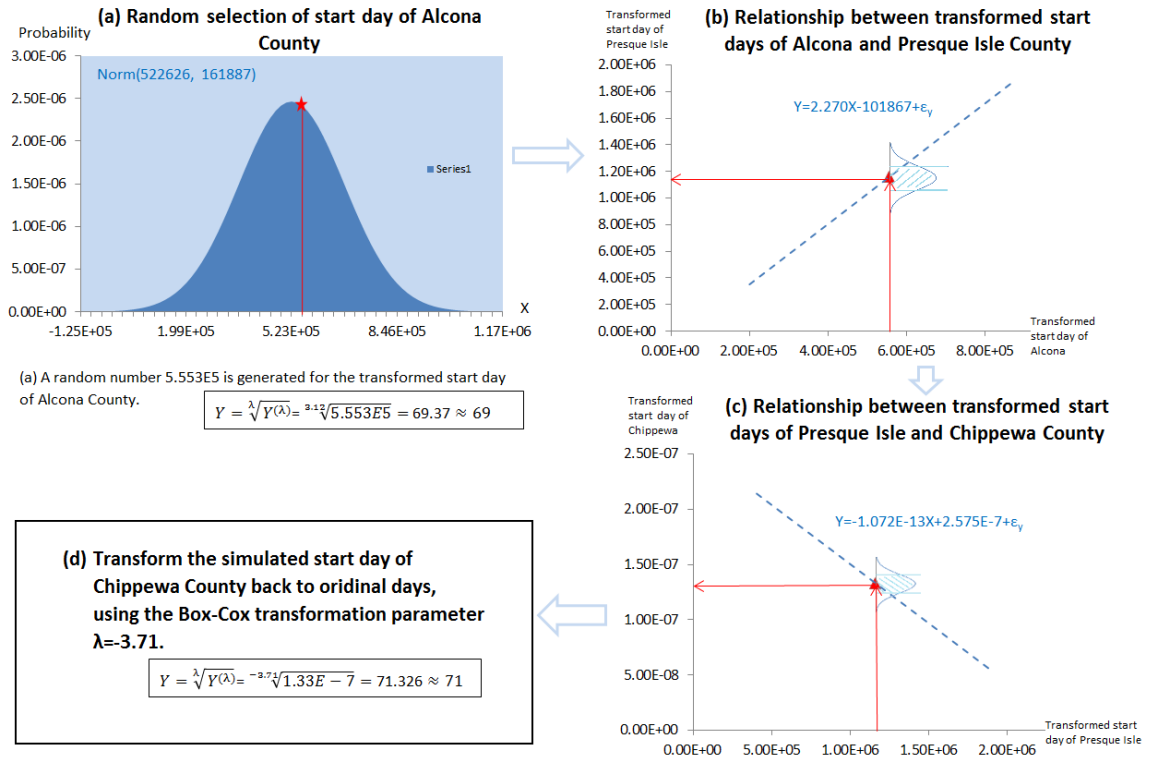 (a) Random selection of start day of Alcona
County
Probability
3.00E-06
2.50E-06
2.00E-06
1.50E-06
1.00E-06
5.00E-07
0.00E+00
Norm(522626, 161887)
Series1
X
-1.25E+05 1.99E+05 5.23E+05 8.46E+05 1.17E+06
(a) A random number 5.553E5 is generated for the transformed start day
of Alcona County.
Y = λ√Y(λ)= 3.12√5.553E5 = 69.37 ≈ 69
Transformed
start day of
Presque Isle
(b) Relationship between transformed start
days of Alcona and Presque Isle County
2.00E+06
1.80E+06
1.60E+06
1.40E+06
1.20E+06
1.00E+06
8.00E+05
6.00E+05
4.00E+05
2.00E+05
0.00E+00
Y=2.270X-101867+εy
0.00E+00 2.00E+05 4.00E+05 6.00E+05 8.00E+05
Transformed
start day of
Alcona
Transformed
start day of
Chippewa
(c) Relationship between transformed start
days of Presque Isle and Chippewa County
2.50E-07
2.00E-07
1.50E-07
1.00E-07
5.00E-08
0.00E+00
Y=-1.072E-13X+2.575E-7+εy
0.00E+00 5.00E+05 1.00E+06 1.50E+06 2.00E+06
Transformed start
day of Presque Isle
(d) Transform the simulated start day of
Chippewa County back to oridinal days,
using the Box-Cox transformation parameter
λ=-3.71.
Y = λ√Y(λ)= -3.71√1.33E − 7 = 71.326 ≈ 71